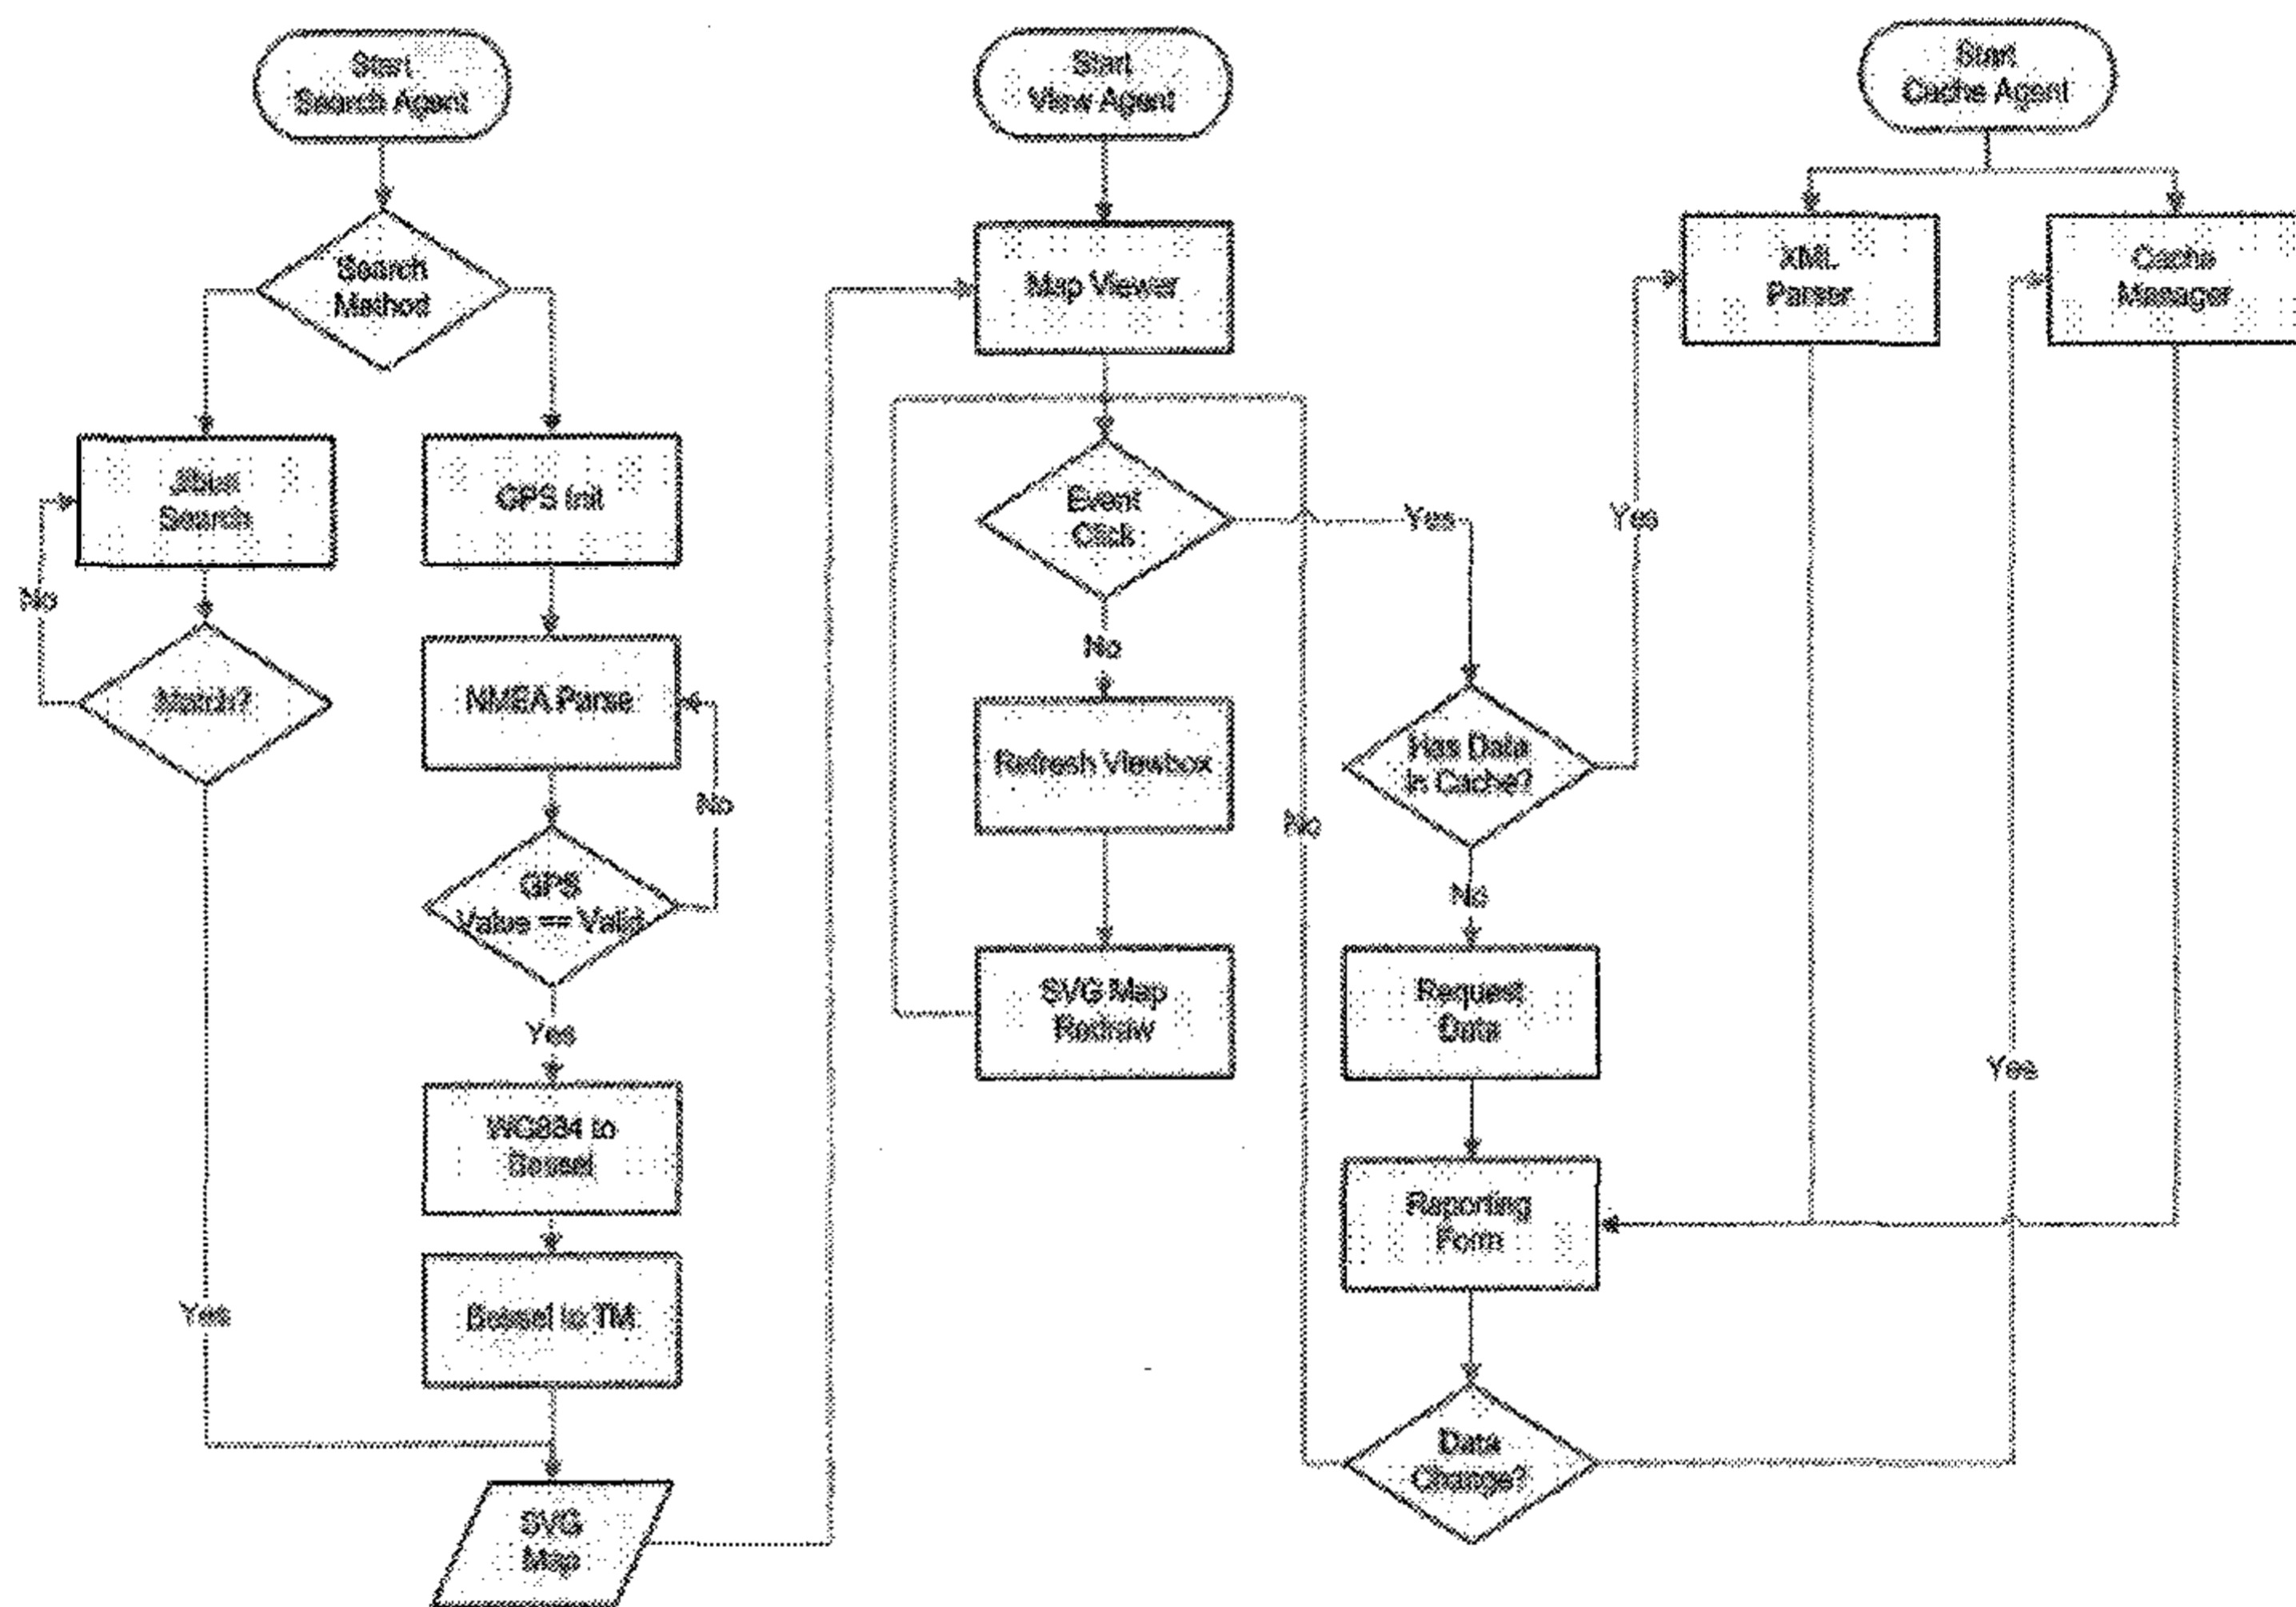 Start
Search Agent
Search
Method
Jibun
Search
No
Match?
Yes
GPS Init
NMEA Parse
No
GPS
Value == Valid
Yes
WGS84 to
Bessel
Bessel to TM
SVG
Map
Start
View Agent
Map Viewer
Event
Click
Yes
No
Refresh Viewbox
SVG Map
Redraw
No
Has Data
In Cache?
Yes
No
Request
Data
Reporting
Form
Data
Change?
Yes
Start
Cache Agent
XML
Parser
Cache
Manager